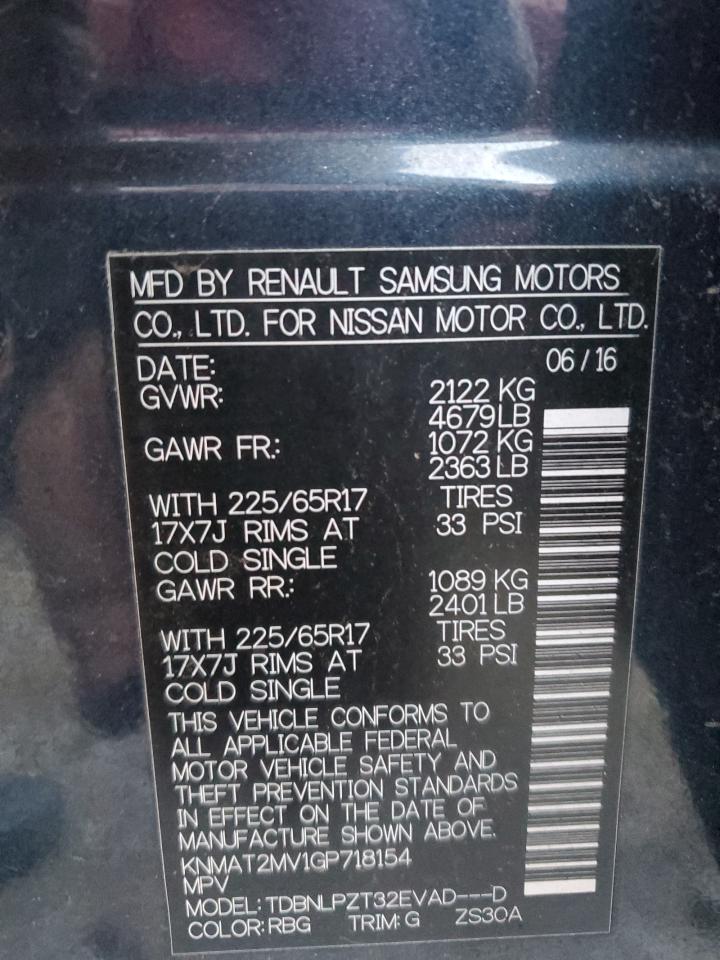 MFD BY RENAULT SAMSUNG MOTORS
CO., LTD. FOR NISSAN MOTOR CO., LTD.
DATE: 06 / 16
GVWR: 2122 KG
4679 LB
GAWR FR.: 1072 KG
2363 LB
WITH 225/65R17 TIRES
17X7J RIMS AT 33 PSI
COLD SINGLE
GAWR RR.: 1089 KG
2401 LB
WITH 225/65R17 TIRES
17X7J RIMS AT 33 PSI
COLD SINGLE
THIS VEHICLE CONFORMS TO
ALL APPLICABLE FEDERAL
MOTOR VEHICLE SAFETY AND
THEFT PREVENTION STANDARDS
IN EFFECT ON THE DATE OF
MANUFACTURE SHOWN ABOVE.
KNMAT2MV1GP718154
MPV
MODEL: TDBNLPZT32EVAD---D
COLOR: RBG TRIM: G ZS30A